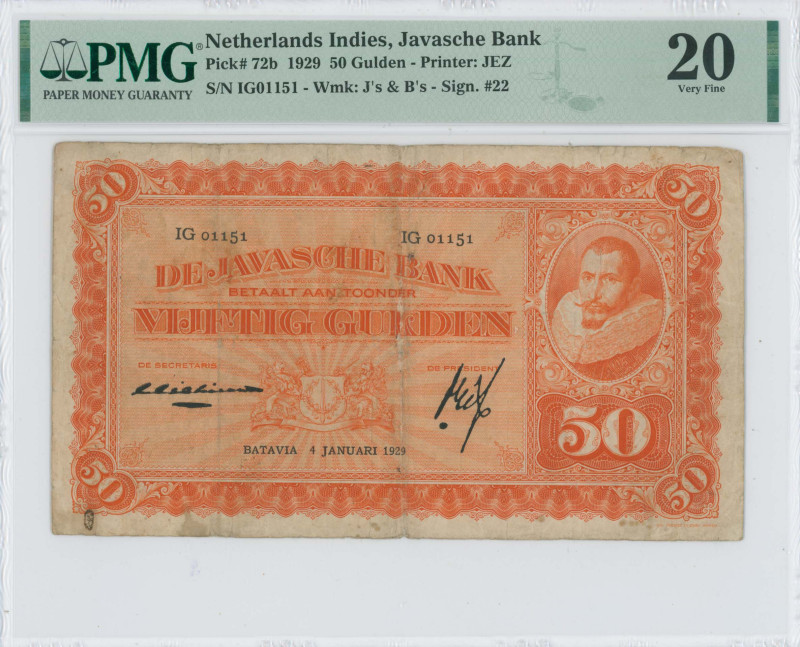 PMG®
PAPER MONEY GUARANTY
Netherlands Indies, Javasche Bank
Pick# 72b 1929 50 Gulden - Printer: JEZ
S/N IG01151 - Wmk: J's & B's - Sign. #22
20
Very Fine
50
50
IG 01151
IG 01151
DE JAVASCHE BANK
BETAALT AAN TOONDER
VIJFTIG GULDEN
DE SECRETARIS
DE PRESIDENT
BATAVIA 4 JANUARI 1929
50
50
50